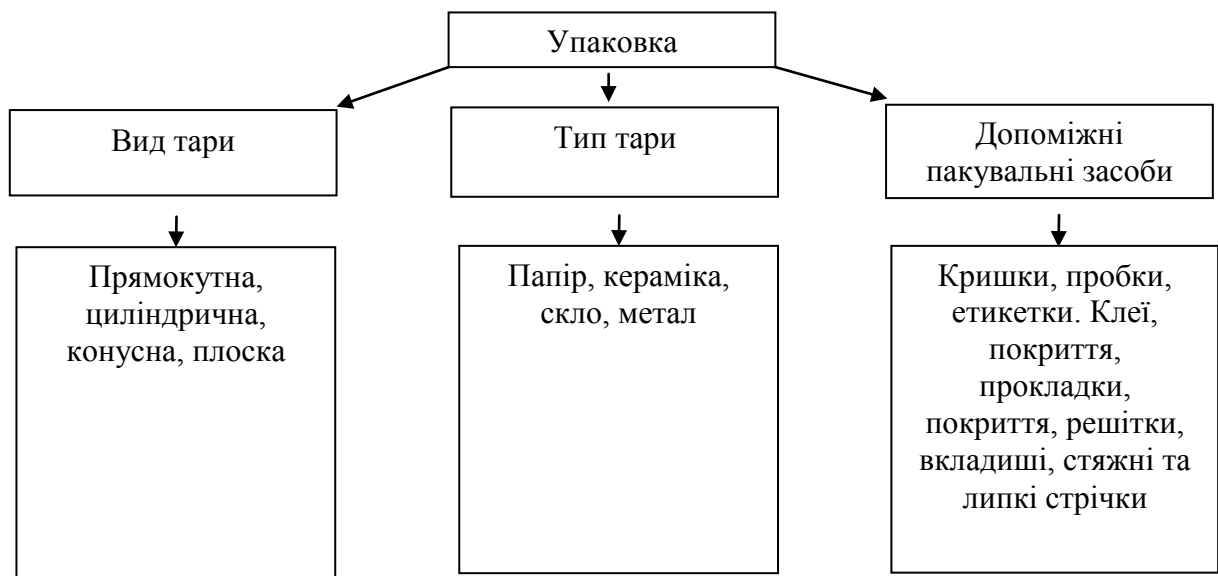 Упаковка
Вид тари
Тип тари
Допоміжні
пакувальні засоби
Прямокутна,
циліндрична,
конусна, плоска
Папір, кераміка,
скло, метал
Кришки, пробки,
етикетки. Клеї,
покриття,
прокладки,
покриття, решітки,
вкладиші, стяжні та
липкі стрічки